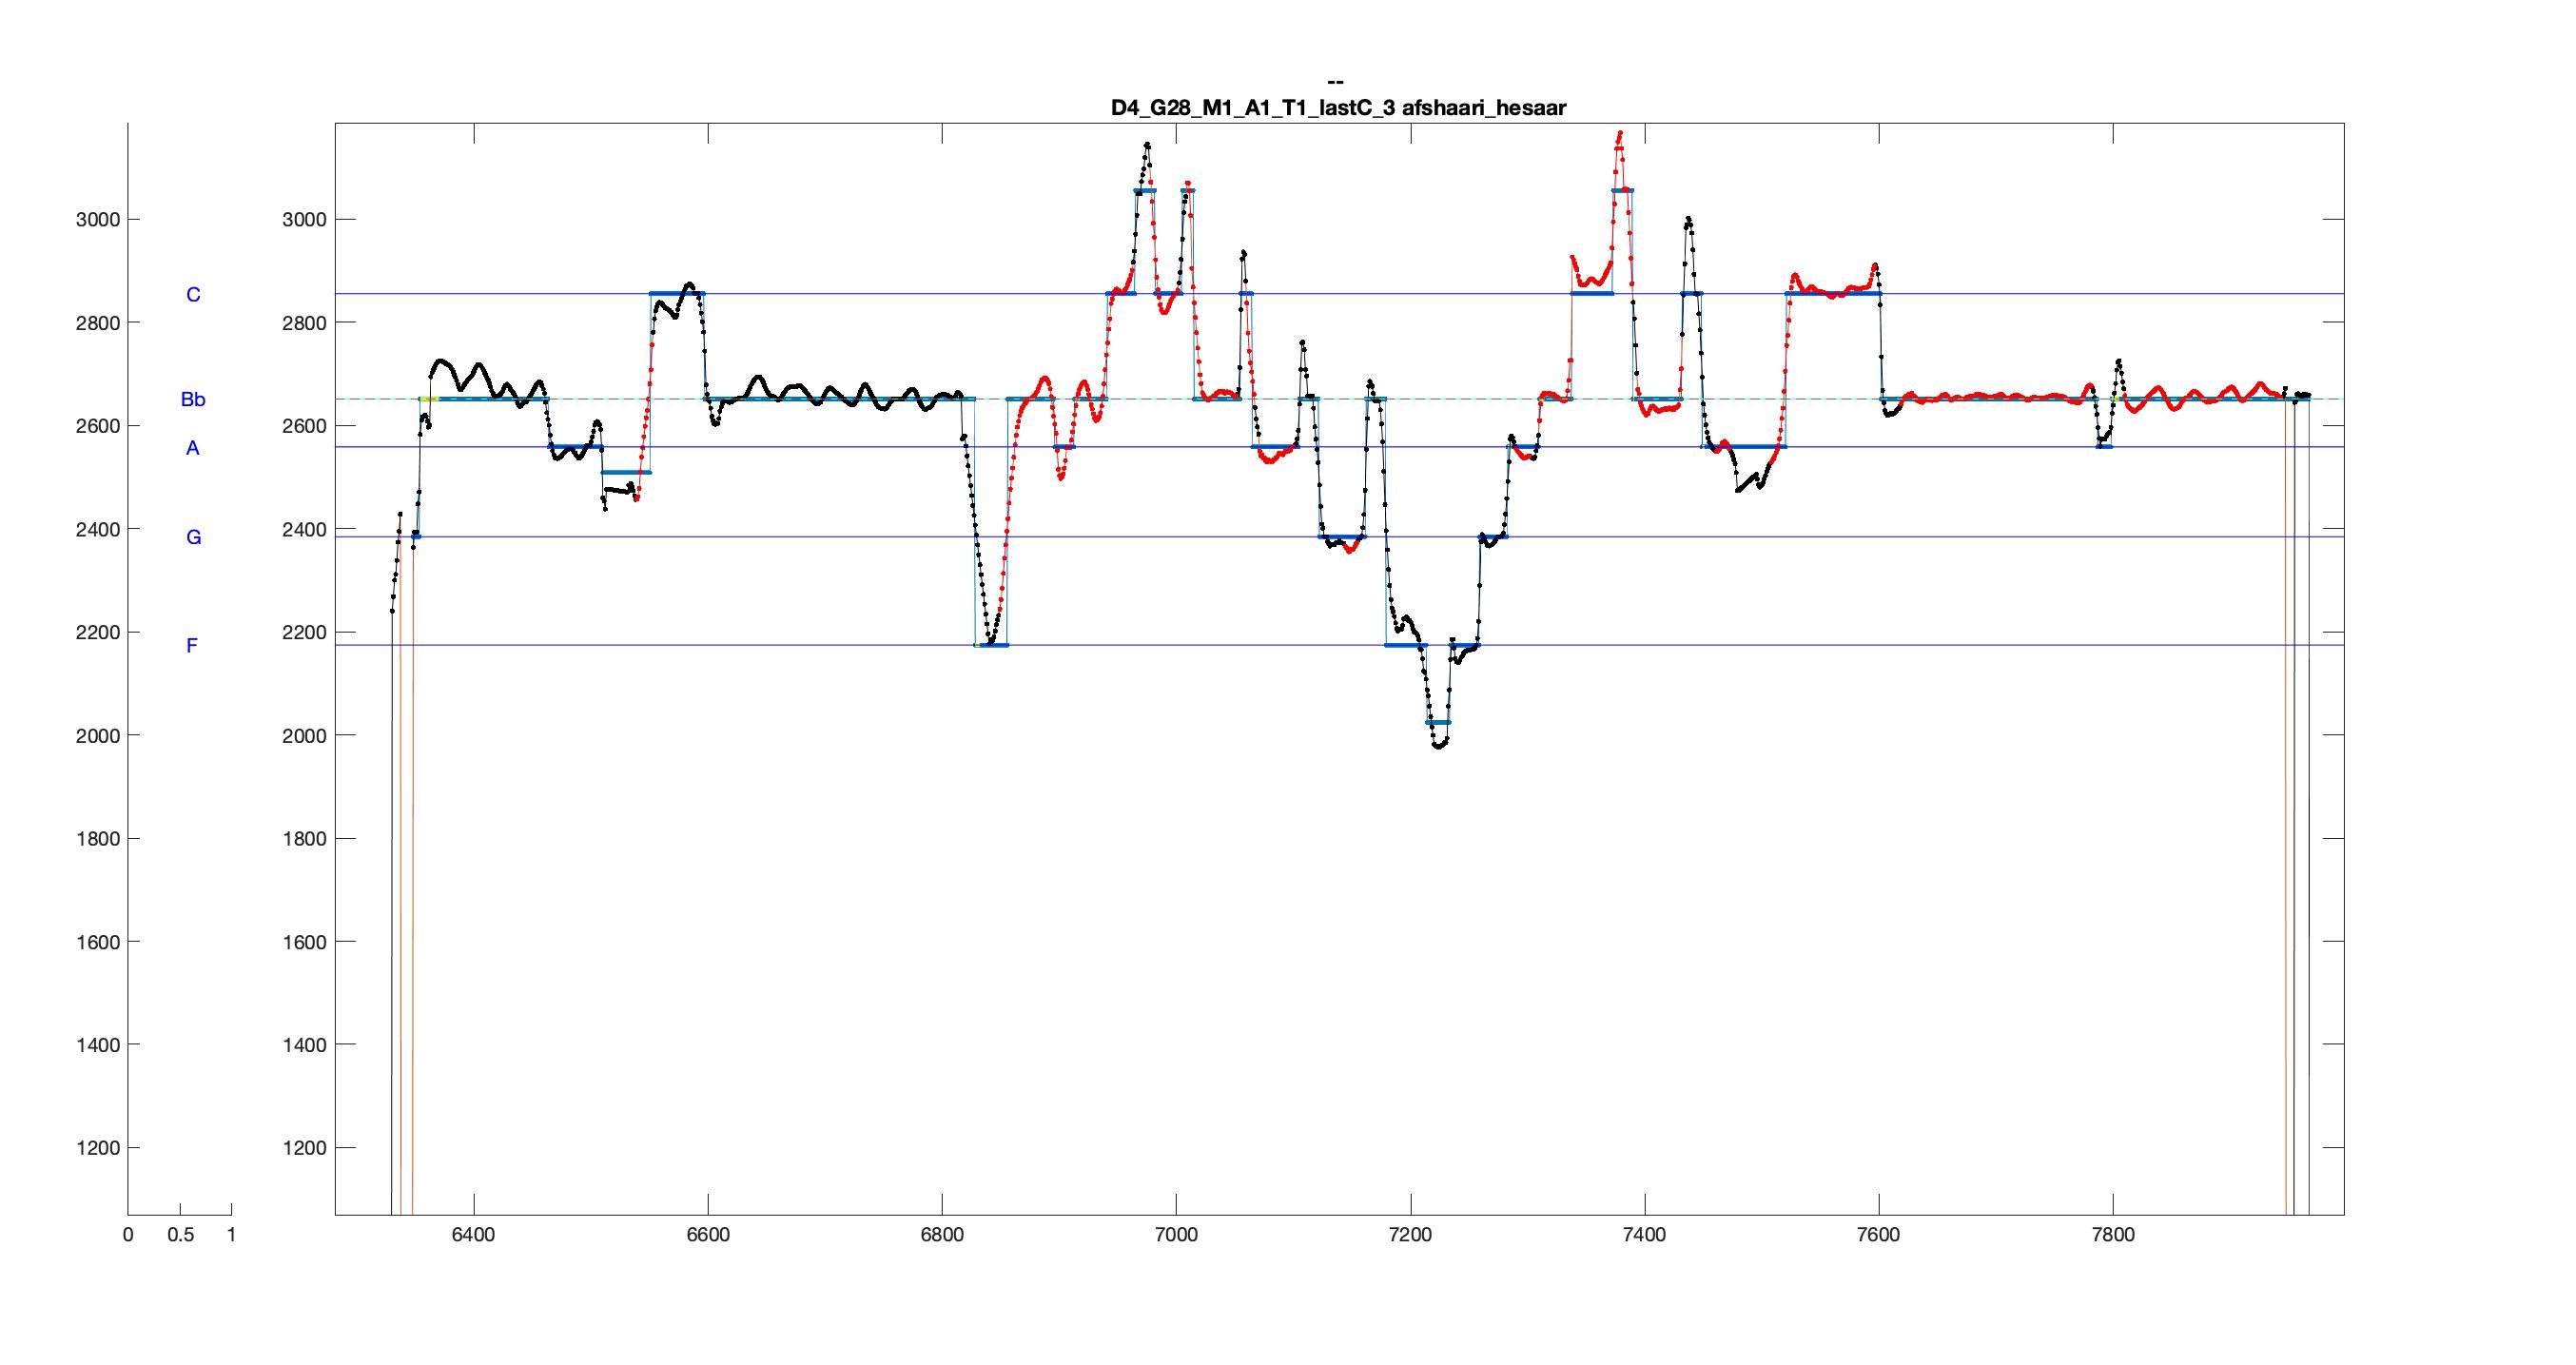 --
D4_G28_M1_A1_T1_lastC_3 afshaari_hesaar
3000 3000
C
2800 2800
Bb
2600 2600
A
G
2400 2400
F
2200 2200
2000 2000
1800 1800
1600 1600
1400 1400
1200 1200
0 0.5 1 6400 6600 6800 7000 7200 7400 7600 7800